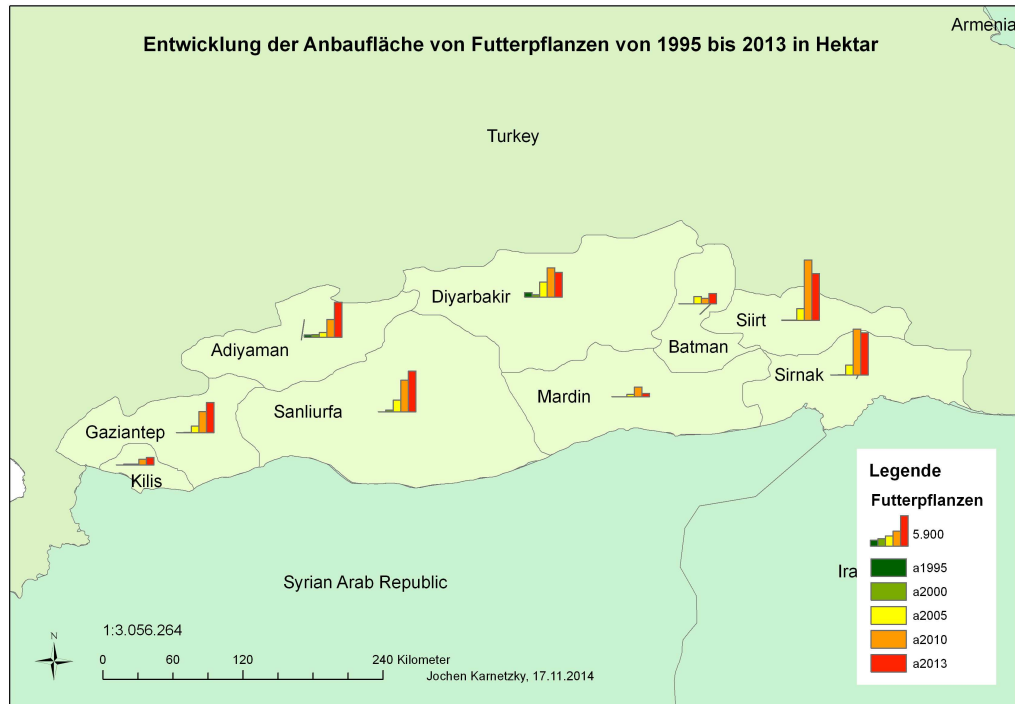 Armenia
Entwicklung der Anbaufläche von Futterpflanzen von 1995 bis 2013 in Hektar
Turkey
Diyarbakir
Siirt
Adiyaman
Batman
Sirnak
Mardin
Sanliurfa
Gaziantep
Kilis
Legende
Futterpflanzen
5.900
a1995
a2000
a2005
a2010
a2013
Syrian Arab Republic
Ira
1:3.056.264
N
0 60 120 240 Kilometer
Jochen Karnetzky, 17.11.2014